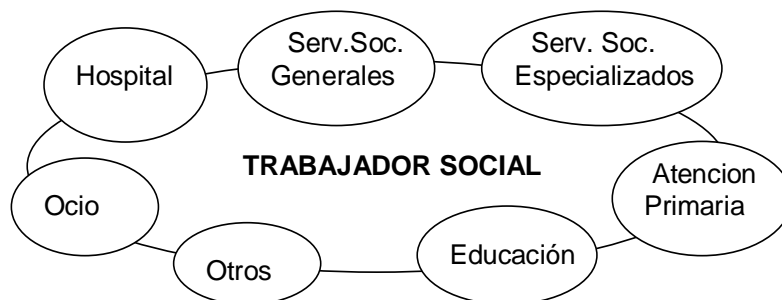 Hospital
Serv.Soc.
Generales
Serv. Soc.
Especializados
TRABAJADOR SOCIAL
Ocio
Atencion
Primaria
Otros
Educación